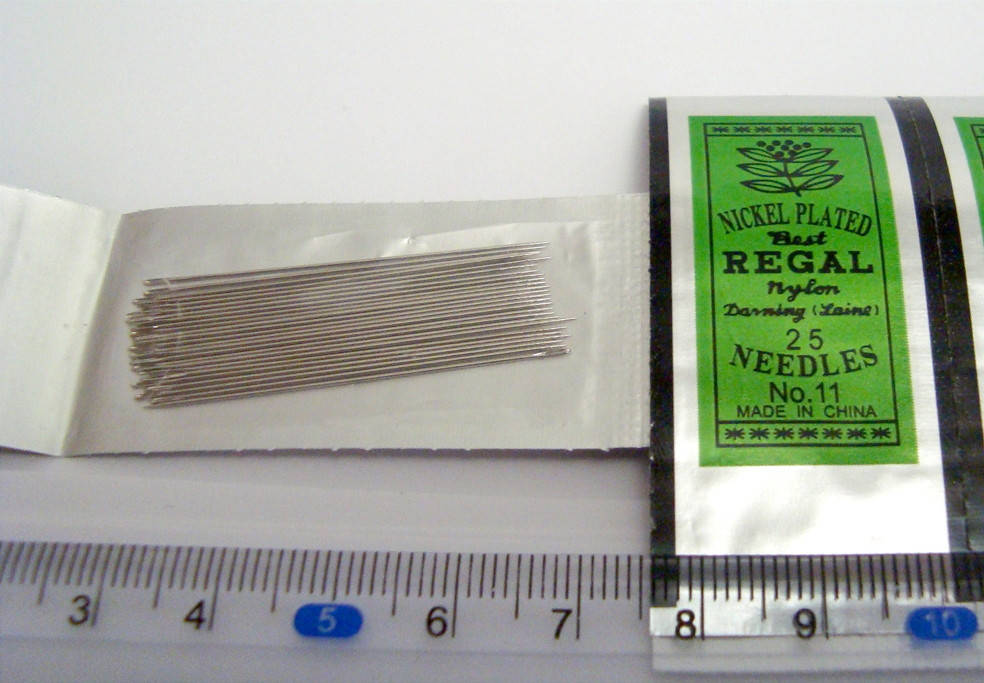 NICKEL PLATED
Best
REGAL
Nylon
Darning (Laine)
25
NEEDLES
No.11
MADE IN CHINA
3 4 5 6 7 8 9 10